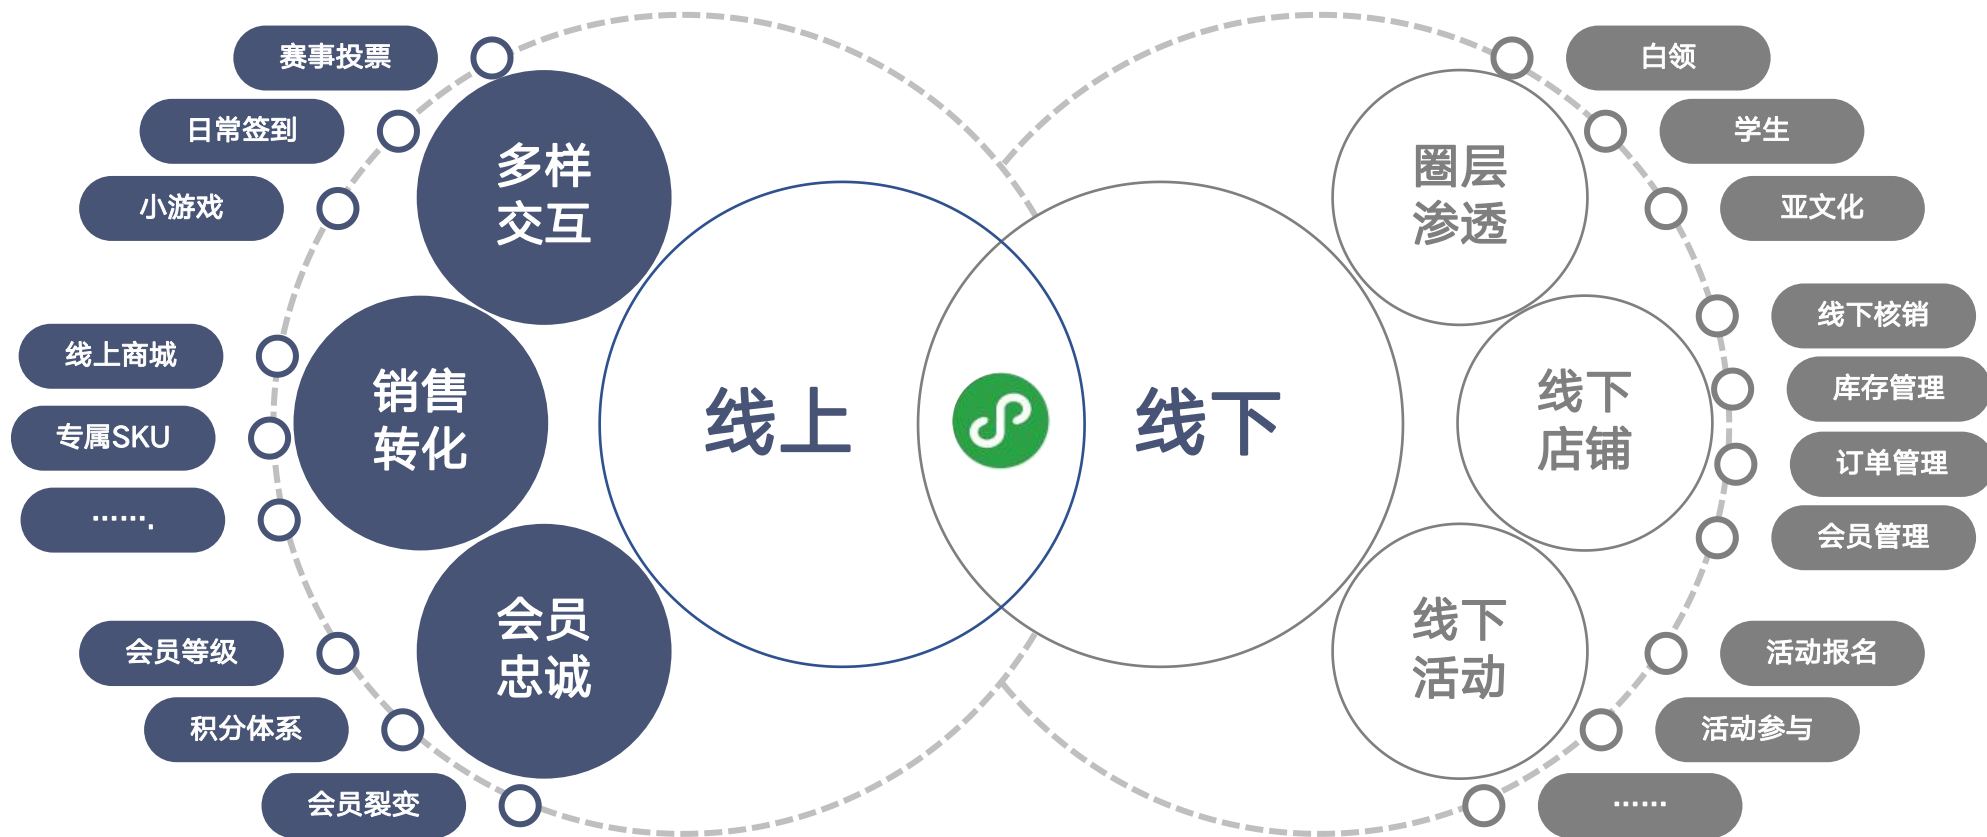 赛事投票
日常签到
小游戏
多样
交互
线上商城
专属SKU
…….
销售
转化
会员等级
积分体系
会员裂变
会员
忠诚
线上
线下
圈层
渗透
白领
学生
亚文化
线下
店铺
线下核销
库存管理
订单管理
会员管理
线下
活动
活动报名
活动参与
……